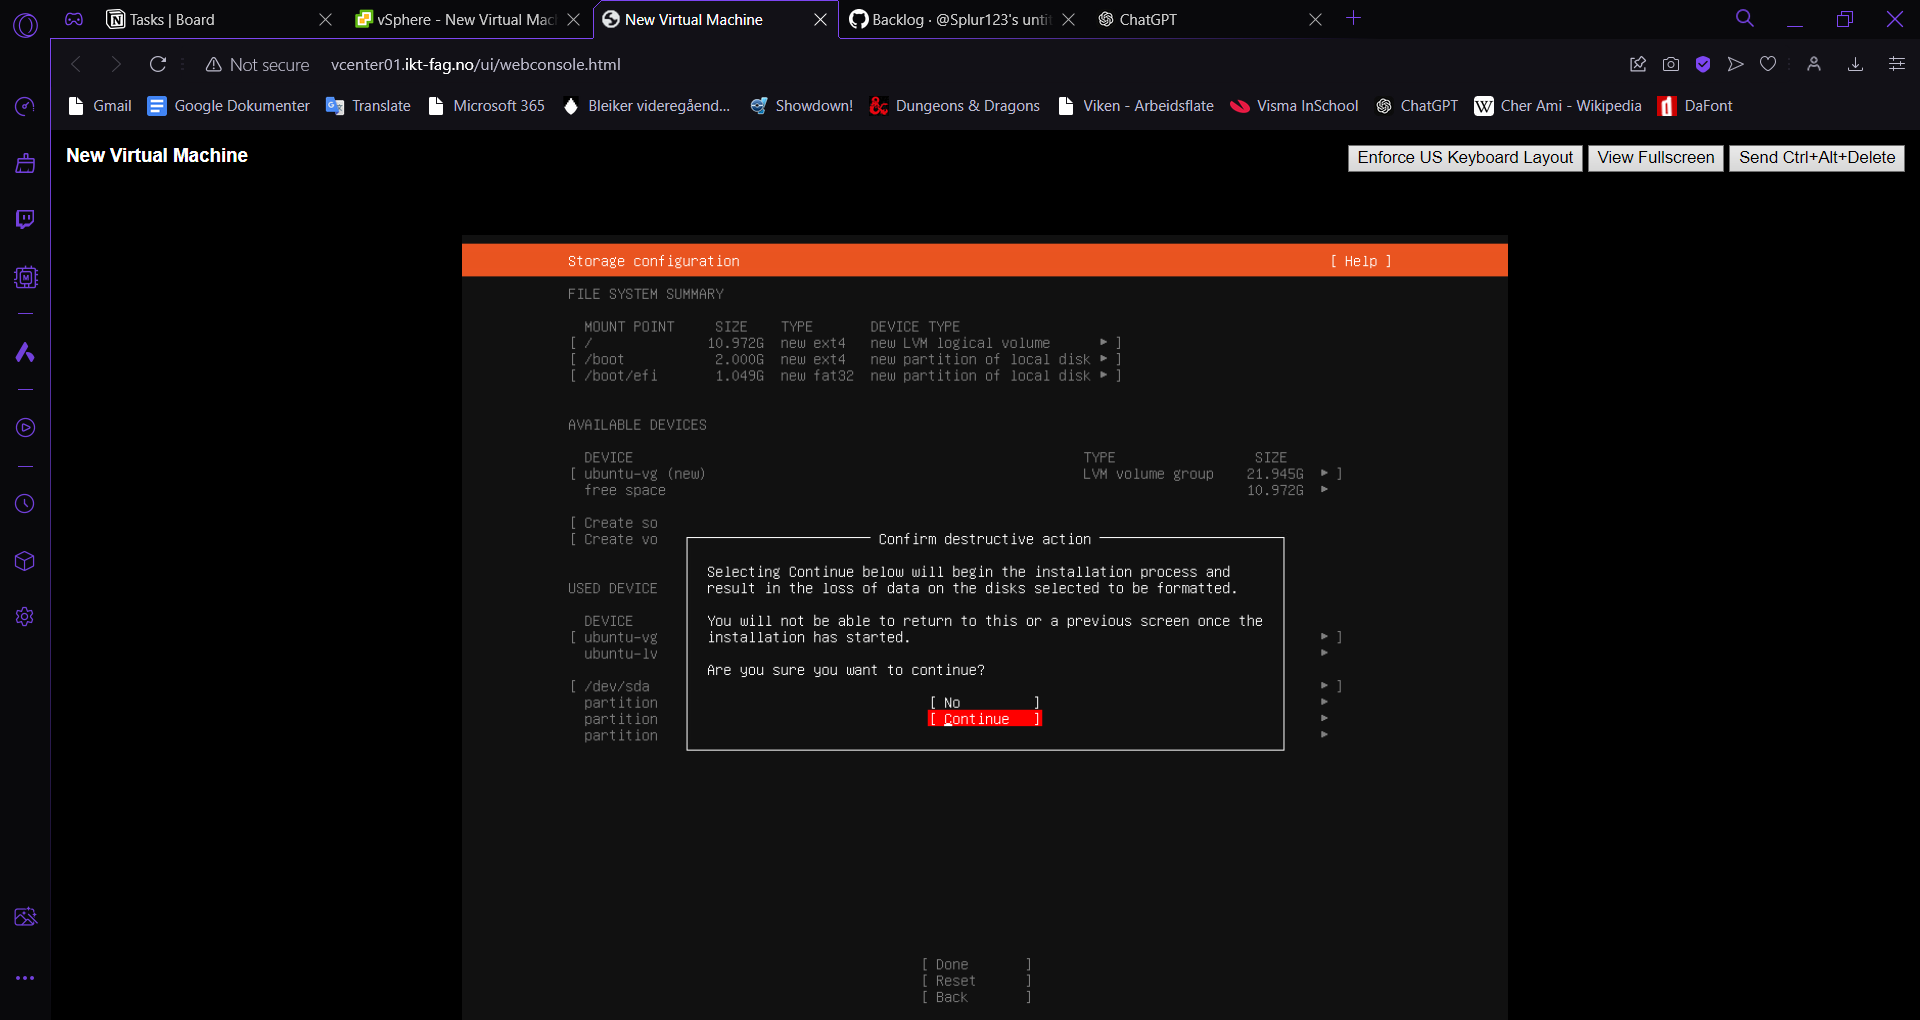 Tasks | Board
vSphere - New Virtual Mac
New Virtual Machine
Backlog · @Splur123's unti
ChatGPT
Not secure
vcenter01.ikt-fag.no/ui/webconsole.html
Gmail
Google Dokumenter
Translate
Microsoft 365
Bleiker videregåend...
Showdown!
Dungeons & Dragons
Viken - Arbeidsflate
Visma InSchool
ChatGPT
Cher Ami - Wikipedia
DaFont
New Virtual Machine
Enforce US Keyboard Layout
View Fullscreen
Send Ctrl+Alt+Delete
Storage configuration [ Help ]
FILE SYSTEM SUMMARY
MOUNT POINT SIZE TYPE DEVICE TYPE
[ / 10.972G new ext4 new LVM logical volume ▸ ]
[ /boot 2.000G new ext4 new partition of local disk ▸ ]
[ /boot/efi 1.049G new fat32 new partition of local disk ▸ ]
AVAILABLE DEVICES
DEVICE TYPE SIZE
[ ubuntu-vg (new) LVM volume group 21.945G ▸ ]
free space 10.972G ▸
[ Create so
[ Create vo
USED DEVICE
DEVICE
[ ubuntu-vg ▸ ]
ubuntu-lv ▸
[ /dev/sda ▸ ]
partition ▸
partition ▸
partition ▸
Confirm destructive action
Selecting Continue below will begin the installation process and
result in the loss of data on the disks selected to be formatted.
You will not be able to return to this or a previous screen once the
installation has started.
Are you sure you want to continue?
[ No ]
[ Continue ]
[ Done ]
[ Reset ]
[ Back ]